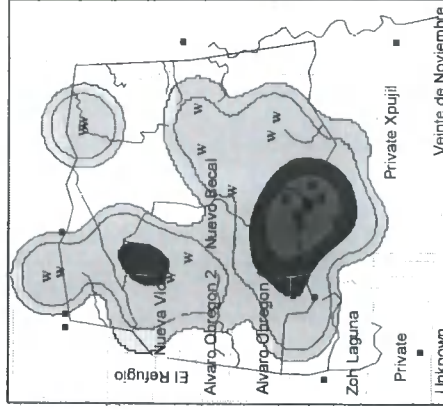 El Refugio
Nueva Vida
Alvaro Obregon 2
Nuevo Becal
Alvaro Obregon
Zoh Laguna
Private
Private Xpujil
Unknown
Veinte de Noviembre
w
w
w
w
w
w
w
w
w
w